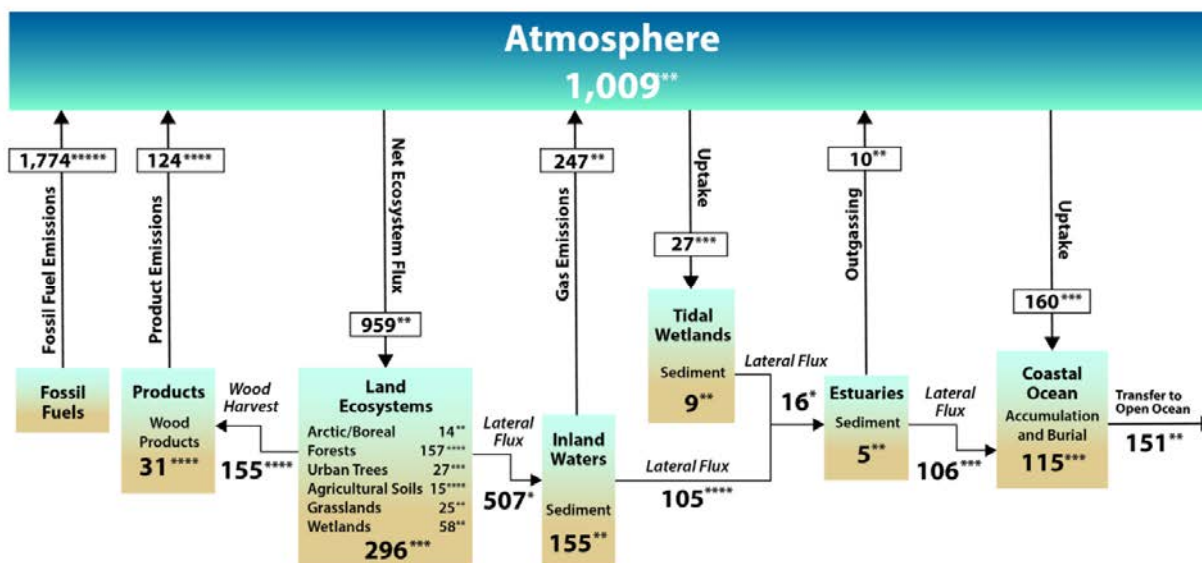 Atmosphere
1,009**
1,774*****
Fossil Fuel Emissions
Fossil
Fuels
124****
Product Emissions
Products
Wood
Products
31****
Wood
Harvest
155****
Net Ecosystem Flux
959**
Land
Ecosystems
Arctic/Boreal 14**
Forests 157****
Urban Trees 27***
Agricultural Soils 15****
Grasslands 25**
Wetlands 58**
296***
Lateral
Flux
507*
247**
Gas Emissions
Inland
Waters
Sediment
155**
Uptake
27***
Tidal
Wetlands
Sediment
9**
Lateral Flux
16*
Lateral Flux
105****
10**
Outgassing
Estuaries
Sediment
5**
Lateral
Flux
106***
Uptake
160***
Coastal
Ocean
Accumulation
and Burial
115***
Transfer to
Open Ocean
151**